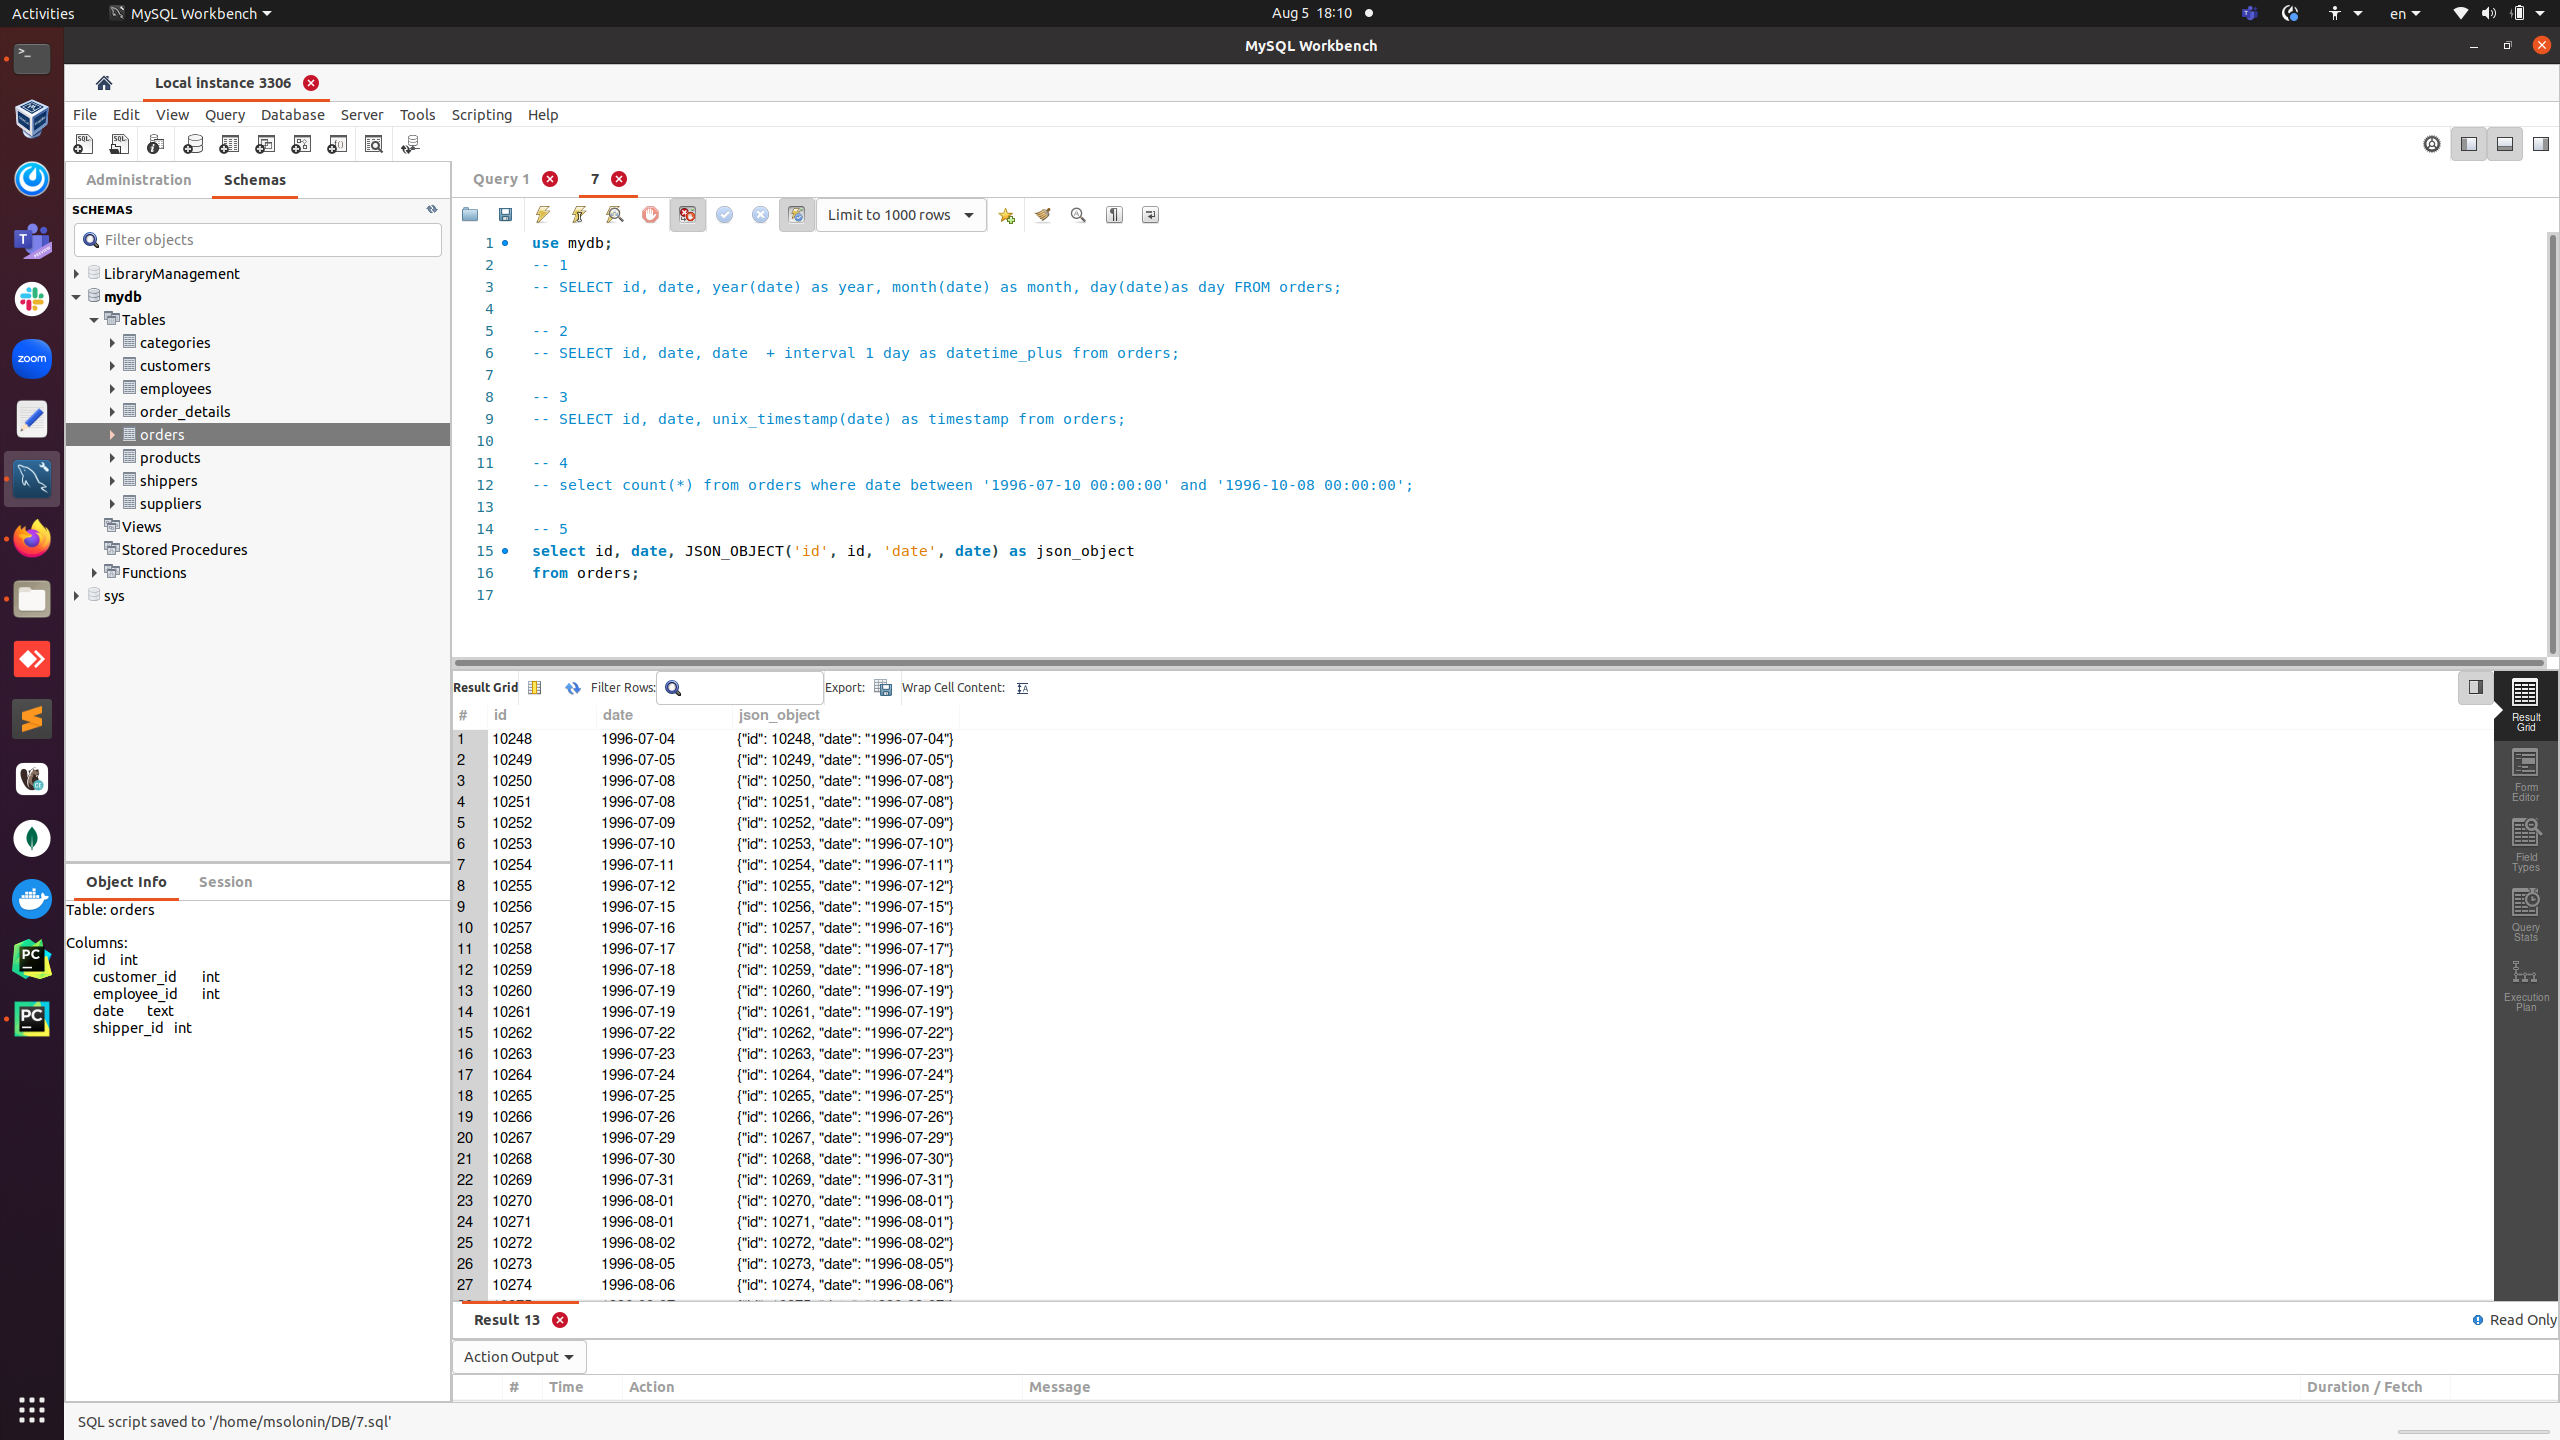 Activities
MySQL Workbench
Aug 5 18:10
en
MySQL Workbench
Local instance 3306
File Edit View Query Database Server Tools Scripting Help
Administration Schemas
SCHEMAS
Filter objects
LibraryManagement
mydb
Tables
categories
customers
employees
order_details
orders
products
shippers
suppliers
Views
Stored Procedures
Functions
sys
Object Info Session
Table: orders
Columns:
id int
customer_id int
employee_id int
date text
shipper_id int
Query 1
7
Limit to 1000 rows
1 use mydb;
2 -- 1
3 -- SELECT id, date, year(date) as year, month(date) as month, day(date)as day FROM orders;
4
5 -- 2
6 -- SELECT id, date, date  + interval 1 day as datetime_plus from orders;
7
8 -- 3
9 -- SELECT id, date, unix_timestamp(date) as timestamp from orders;
10
11 -- 4
12 -- select count(*) from orders where date between '1996-07-10 00:00:00' and '1996-10-08 00:00:00';
13
14 -- 5
15 select id, date, JSON_OBJECT('id', id, 'date', date) as json_object
16 from orders;
17
Result Grid Filter Rows: Export: Wrap Cell Content:
# id date json_object
1 10248 1996-07-04 {"id": 10248, "date": "1996-07-04"}
2 10249 1996-07-05 {"id": 10249, "date": "1996-07-05"}
3 10250 1996-07-08 {"id": 10250, "date": "1996-07-08"}
4 10251 1996-07-08 {"id": 10251, "date": "1996-07-08"}
5 10252 1996-07-09 {"id": 10252, "date": "1996-07-09"}
6 10253 1996-07-10 {"id": 10253, "date": "1996-07-10"}
7 10254 1996-07-11 {"id": 10254, "date": "1996-07-11"}
8 10255 1996-07-12 {"id": 10255, "date": "1996-07-12"}
9 10256 1996-07-15 {"id": 10256, "date": "1996-07-15"}
10 10257 1996-07-16 {"id": 10257, "date": "1996-07-16"}
11 10258 1996-07-17 {"id": 10258, "date": "1996-07-17"}
12 10259 1996-07-18 {"id": 10259, "date": "1996-07-18"}
13 10260 1996-07-19 {"id": 10260, "date": "1996-07-19"}
14 10261 1996-07-19 {"id": 10261, "date": "1996-07-19"}
15 10262 1996-07-22 {"id": 10262, "date": "1996-07-22"}
16 10263 1996-07-23 {"id": 10263, "date": "1996-07-23"}
17 10264 1996-07-24 {"id": 10264, "date": "1996-07-24"}
18 10265 1996-07-25 {"id": 10265, "date": "1996-07-25"}
19 10266 1996-07-26 {"id": 10266, "date": "1996-07-26"}
20 10267 1996-07-29 {"id": 10267, "date": "1996-07-29"}
21 10268 1996-07-30 {"id": 10268, "date": "1996-07-30"}
22 10269 1996-07-31 {"id": 10269, "date": "1996-07-31"}
23 10270 1996-08-01 {"id": 10270, "date": "1996-08-01"}
24 10271 1996-08-01 {"id": 10271, "date": "1996-08-01"}
25 10272 1996-08-02 {"id": 10272, "date": "1996-08-02"}
26 10273 1996-08-05 {"id": 10273, "date": "1996-08-05"}
27 10274 1996-08-06 {"id": 10274, "date": "1996-08-06"}
Result
Grid
Form
Editor
Field
Types
Query
Stats
Execution
Plan
Result 13
Read Only
Action Output
# Time Action Message Duration / Fetch
SQL script saved to '/home/msolonin/DB/7.sql'
zoom
PC
PC